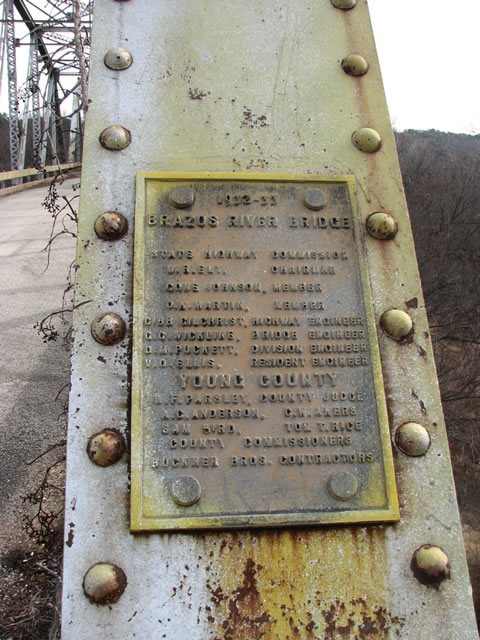 1932-33
BRAZOS RIVER BRIDGE
STATE HIGHWAY COMMISSION
W.R. ELY, CHAIRMAN
CONE JOHNSON, MEMBER
D.K. MARTIN, MEMBER
GIBB GILCHRIST, HIGHWAY ENGINEER
G.G. WICKLINE, BRIDGE ENGINEER
D.M. PUCKETT, DIVISION ENGINEER
W.D. ELLIS, RESIDENT ENGINEER
YOUNG COUNTY
A.F. PARSLEY, COUNTY JUDGE
A.C. ANDERSON, C.W. AKERS
SAM BIRD, TOM T. RICE
COUNTY COMMISSIONERS
BUCKNER BROS. CONTRACTORS